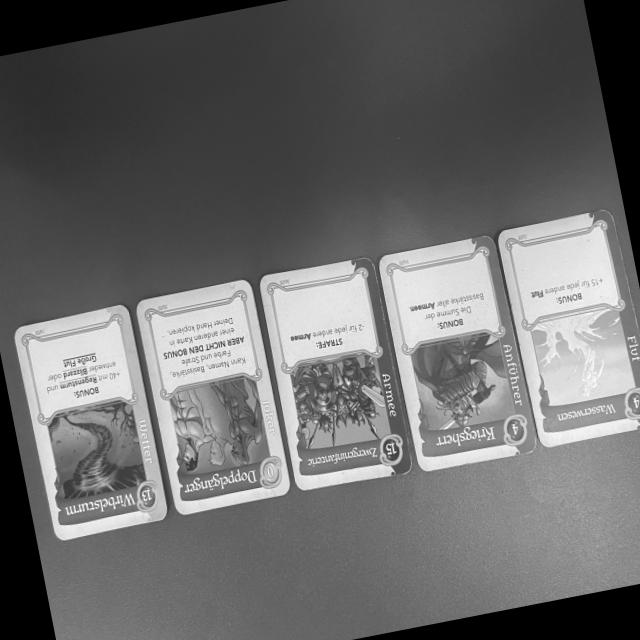 4
Wasserwesen
Flut
BONUS:
+ 15 für jede andere Flut
4
Kriegsherr
Anführer
BONUS
Die Summe der
Basisstärke aller Armeen
15
Zwergeninfanterie
Armee
STRAFE:
-2 für jede andere Armee
0
Doppelgänger
Joker
Kann Namen, Basisstärke,
Farbe und Strafe
ABER NICHT DEN BONUS
einer anderen Karte
Deiner Hand kopieren.
13
Wirbelsturm
Wetter
BONUS
+40 mit Regensturm und
entweder Blizzard oder
Große Flut